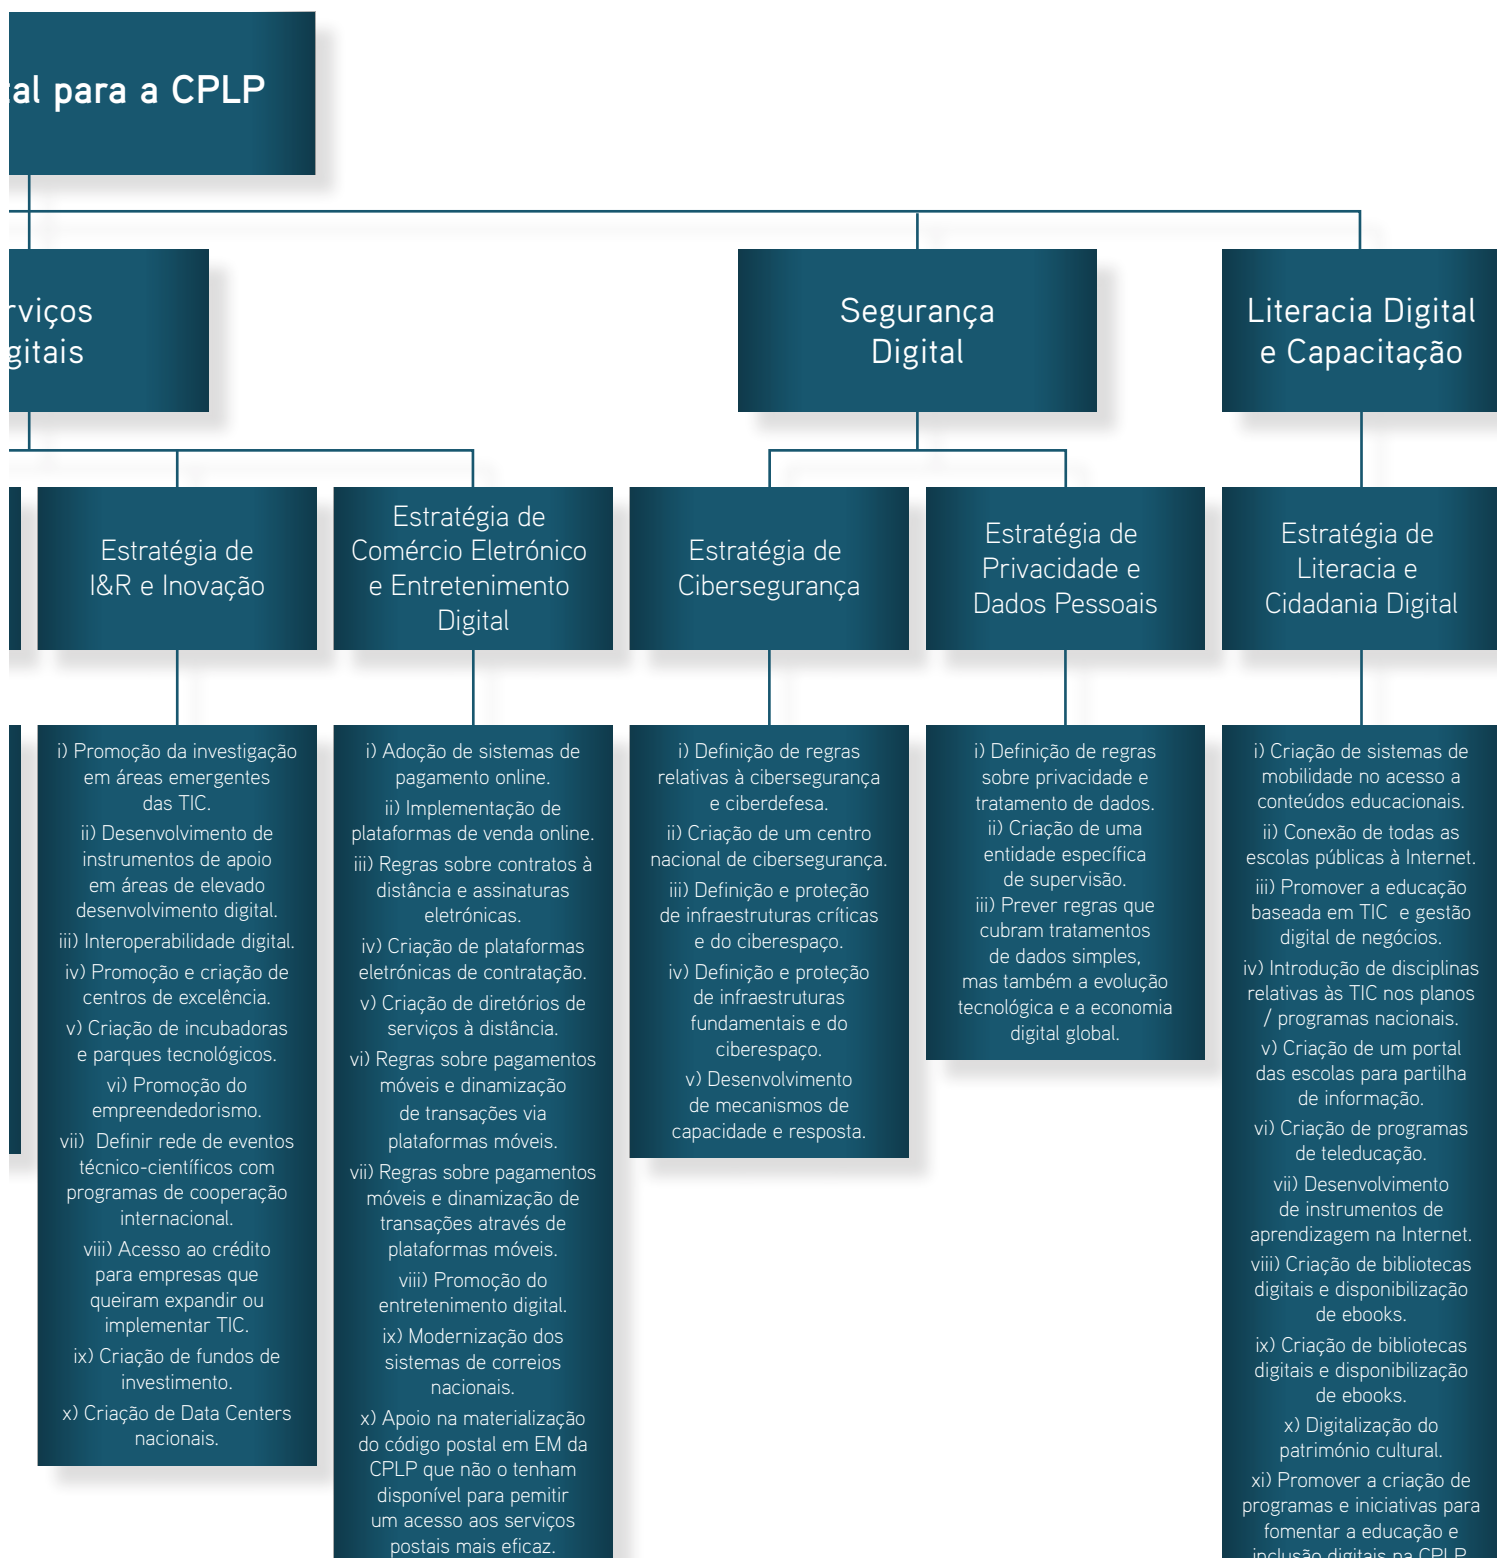 al para a CPLP
rviços
gitais
Segurança
Digital
Literacia Digital
e Capacitação
Estratégia de
I&R e Inovação
Estratégia de
Comércio Eletrónico
e Entretenimento
Digital
Estratégia de
Cibersegurança
Estratégia de
Privacidade e
Dados Pessoais
Estratégia de
Literacia e
Cidadania Digital
i) Promoção da investigação
em áreas emergentes
das TIC.
ii) Desenvolvimento de
instrumentos de apoio
em áreas de elevado
desenvolvimento digital.
iii) Interoperabilidade digital.
iv) Promoção e criação de
centros de excelência.
v) Criação de incubadoras
e parques tecnológicos.
vi) Promoção do
empreendedorismo.
vii) Definir rede de eventos
técnico-científicos com
programas de cooperação
internacional.
viii) Acesso ao crédito
para empresas que
queiram expandir ou
implementar TIC.
ix) Criação de fundos de
investimento.
x) Criação de Data Centers
nacionais.
i) Adoção de sistemas de
pagamento online.
ii) Implementação de
plataformas de venda online.
iii) Regras sobre contratos à
distância e assinaturas
eletrónicas.
iv) Criação de plataformas
eletrónicas de contratação.
v) Criação de diretórios de
serviços à distância.
vi) Regras sobre pagamentos
móveis e dinamização
de transações via
plataformas móveis.
vii) Regras sobre pagamentos
móveis e dinamização de
transações através de
plataformas móveis.
viii) Promoção do
entretenimento digital.
ix) Modernização dos
sistemas de correios
nacionais.
x) Apoio na materialização
do código postal em EM da
CPLP que não o tenham
disponível para pemitir
um acesso aos serviços
postais mais eficaz.
i) Definição de regras
relativas à cibersegurança
e ciberdefesa.
ii) Criação de um centro
nacional de cibersegurança.
iii) Definição e proteção
de infraestruturas críticas
e do ciberespaço.
iv) Definição e proteção
de infraestruturas
fundamentais e do
ciberespaço.
v) Desenvolvimento
de mecanismos de
capacidade e resposta.
i) Definição de regras
sobre privacidade e
tratamento de dados.
ii) Criação de uma
entidade específica
de supervisão.
iii) Prever regras que
cubram tratamentos
de dados simples,
mas também a evolução
tecnológica e a economia
digital global.
i) Criação de sistemas de
mobilidade no acesso a
conteúdos educacionais.
ii) Conexão de todas as
escolas públicas à Internet.
iii) Promover a educação
baseada em TIC e gestão
digital de negócios.
iv) Introdução de disciplinas
relativas às TIC nos planos
/ programas nacionais.
v) Criação de um portal
das escolas para partilha
de informação.
vi) Criação de programas
de teleducação.
vii) Desenvolvimento
de instrumentos de
aprendizagem na Internet.
viii) Criação de bibliotecas
digitais e disponibilização
de ebooks.
ix) Criação de bibliotecas
digitais e disponibilização
de ebooks.
x) Digitalização do
património cultural.
xi) Promover a criação de
programas e iniciativas para
fomentar a educação e
inclusão digitais na CPLP